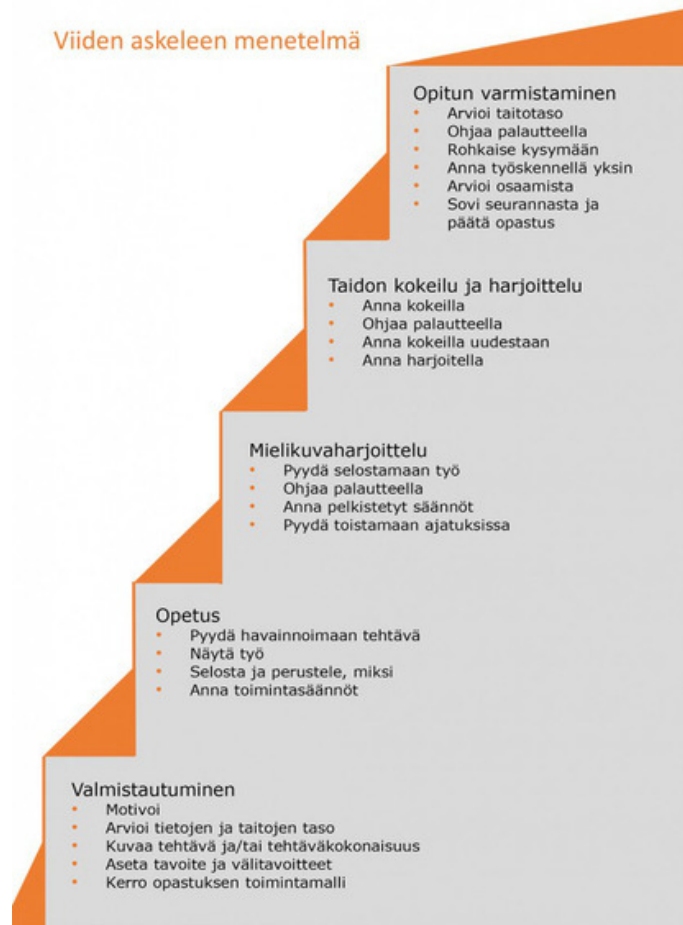 Viiden askeleen menetelmä
Opitun varmistaminen
• Arvioi taitotaso
• Ohjaa palautteella
• Rohkaise kysymään
• Anna työskennellä yksin
• Arvioi osaamista
• Sovi seurannasta ja
päätä opastus
Taidon kokeilu ja harjoittelu
• Anna kokeilla
• Ohjaa palautteella
• Anna kokeilla uudestaan
• Anna harjoitella
Mielikuvaharjoittelu
• Pyydä selostamaan työ
• Ohjaa palautteella
• Anna pelkistetyt säännöt
• Pyydä toistamaan ajatuksissa
Opetus
• Pyydä havainnoimaan tehtävä
• Näytä työ
• Selosta ja perustele, miksi
• Anna toimintasäännöt
Valmistautuminen
• Motivoi
• Arvioi tietojen ja taitojen taso
• Kuvaa tehtävä ja/tai tehtäväkokonaisuus
• Aseta tavoite ja välitavoitteet
• Kerro opastuksen toimintamalli